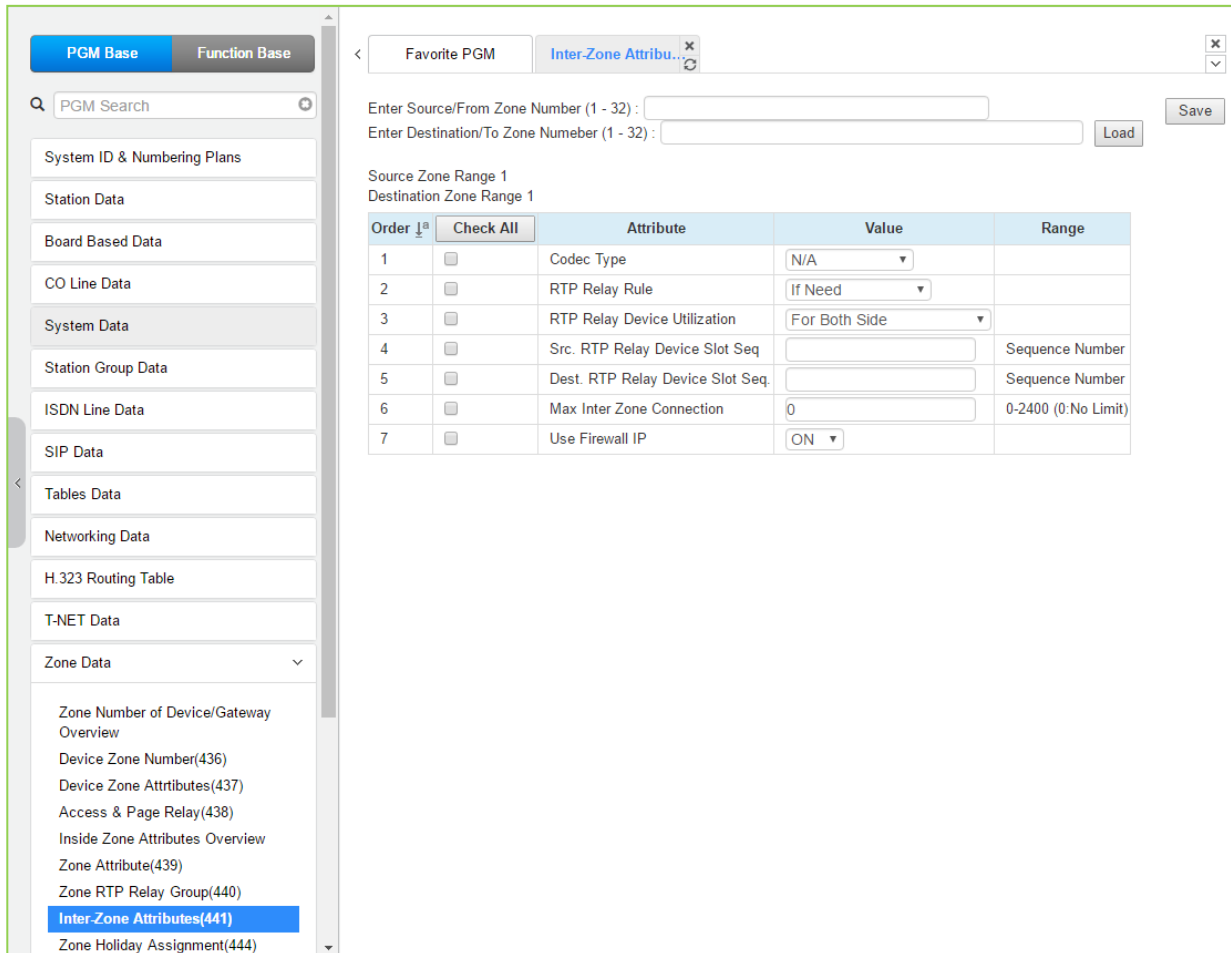 PGM Base Function Base
PGM Search
System ID & Numbering Plans
Station Data
Board Based Data
CO Line Data
System Data
Station Group Data
ISDN Line Data
SIP Data
Tables Data
Networking Data
H.323 Routing Table
T-NET Data
Zone Data
Zone Number of Device/Gateway
Overview
Device Zone Number(436)
Device Zone Attrtibutes(437)
Access & Page Relay(438)
Inside Zone Attributes Overview
Zone Attribute(439)
Zone RTP Relay Group(440)
Inter-Zone Attributes(441)
Zone Holiday Assignment(444)
Favorite PGM Inter-Zone Attribu...
Enter Source/From Zone Number (1 - 32) :
Save
Enter Destination/To Zone Numeber (1 - 32) : Load
Source Zone Range 1
Destination Zone Range 1
Order Check All Attribute Value Range
1 Codec Type N/A
2 RTP Relay Rule If Need
3 RTP Relay Device Utilization For Both Side
4 Src. RTP Relay Device Slot Seq Sequence Number
5 Dest. RTP Relay Device Slot Seq. Sequence Number
6 Max Inter Zone Connection 0 0-2400 (0:No Limit)
7 Use Firewall IP ON